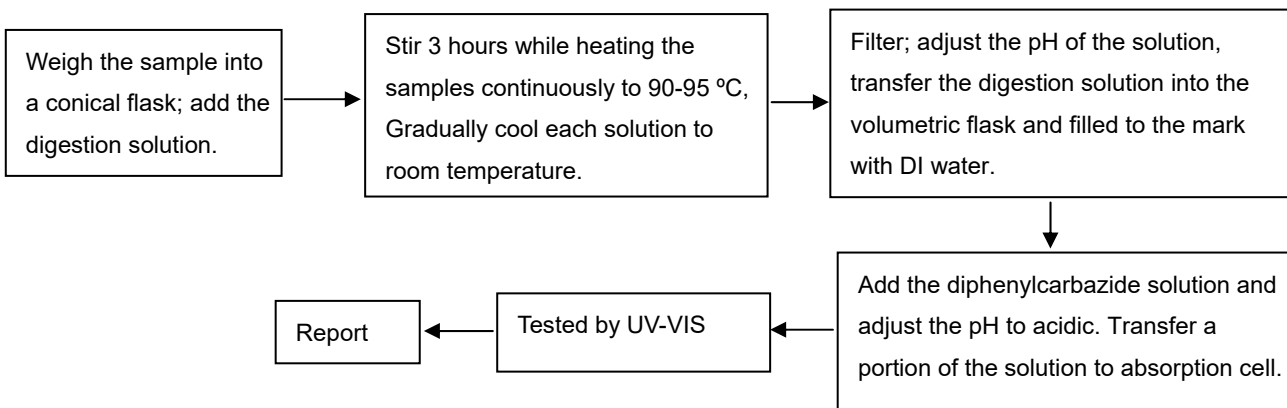 Weigh the sample into
a conical flask; add the
digestion solution.
Stir 3 hours while heating the
samples continuously to 90-95 ºC,
Gradually cool each solution to
room temperature.
Filter; adjust the pH of the solution,
transfer the digestion solution into the
volumetric flask and filled to the mark
with DI water.
Add the diphenylcarbazide solution and
adjust the pH to acidic. Transfer a
portion of the solution to absorption cell.
Tested by UV-VIS
Report